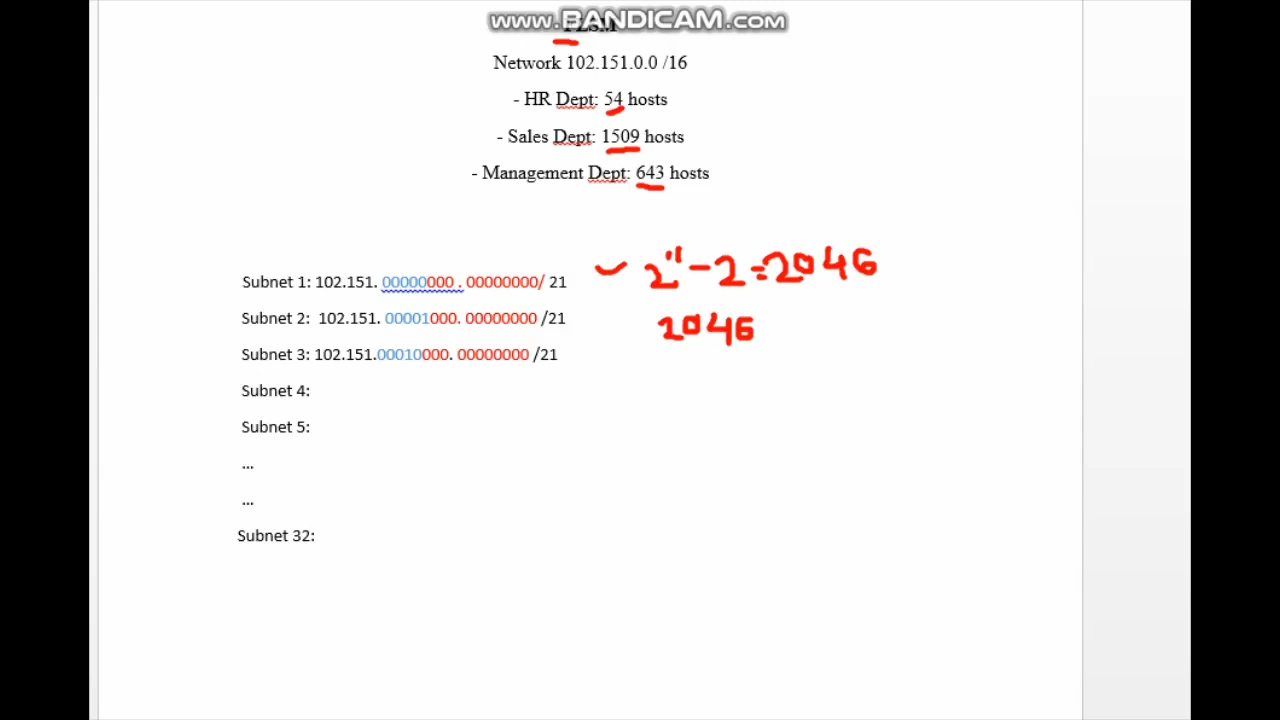 www.BANDICAM.com
Network 102.151.0.0 /16
- HR Dept: 54 hosts
- Sales Dept: 1509 hosts
- Management Dept: 643 hosts
Subnet 1: 102.151. 00000000 . 00000000/ 21 2^11 - 2 = 2046
Subnet 2: 102.151. 00001000. 00000000 /21 2046
Subnet 3: 102.151.00010000. 00000000 /21
Subnet 4:
Subnet 5:
...
...
Subnet 32: